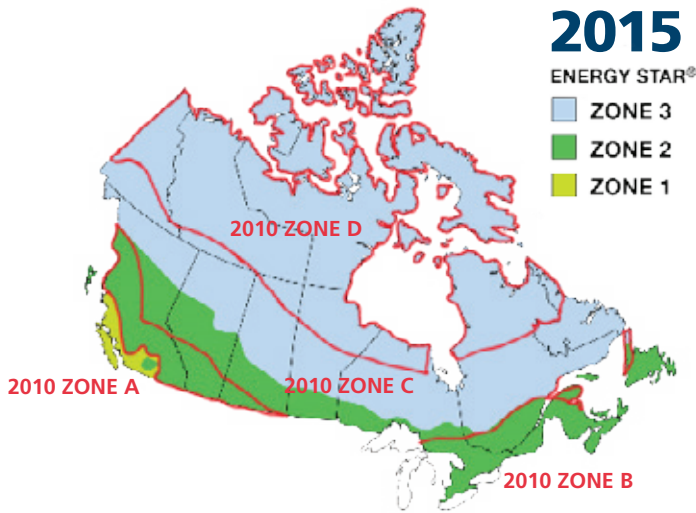 2015
ENERGY STAR®
ZONE 3
ZONE 2
ZONE 1
2010 ZONE D
2010 ZONE A
2010 ZONE C
2010 ZONE B